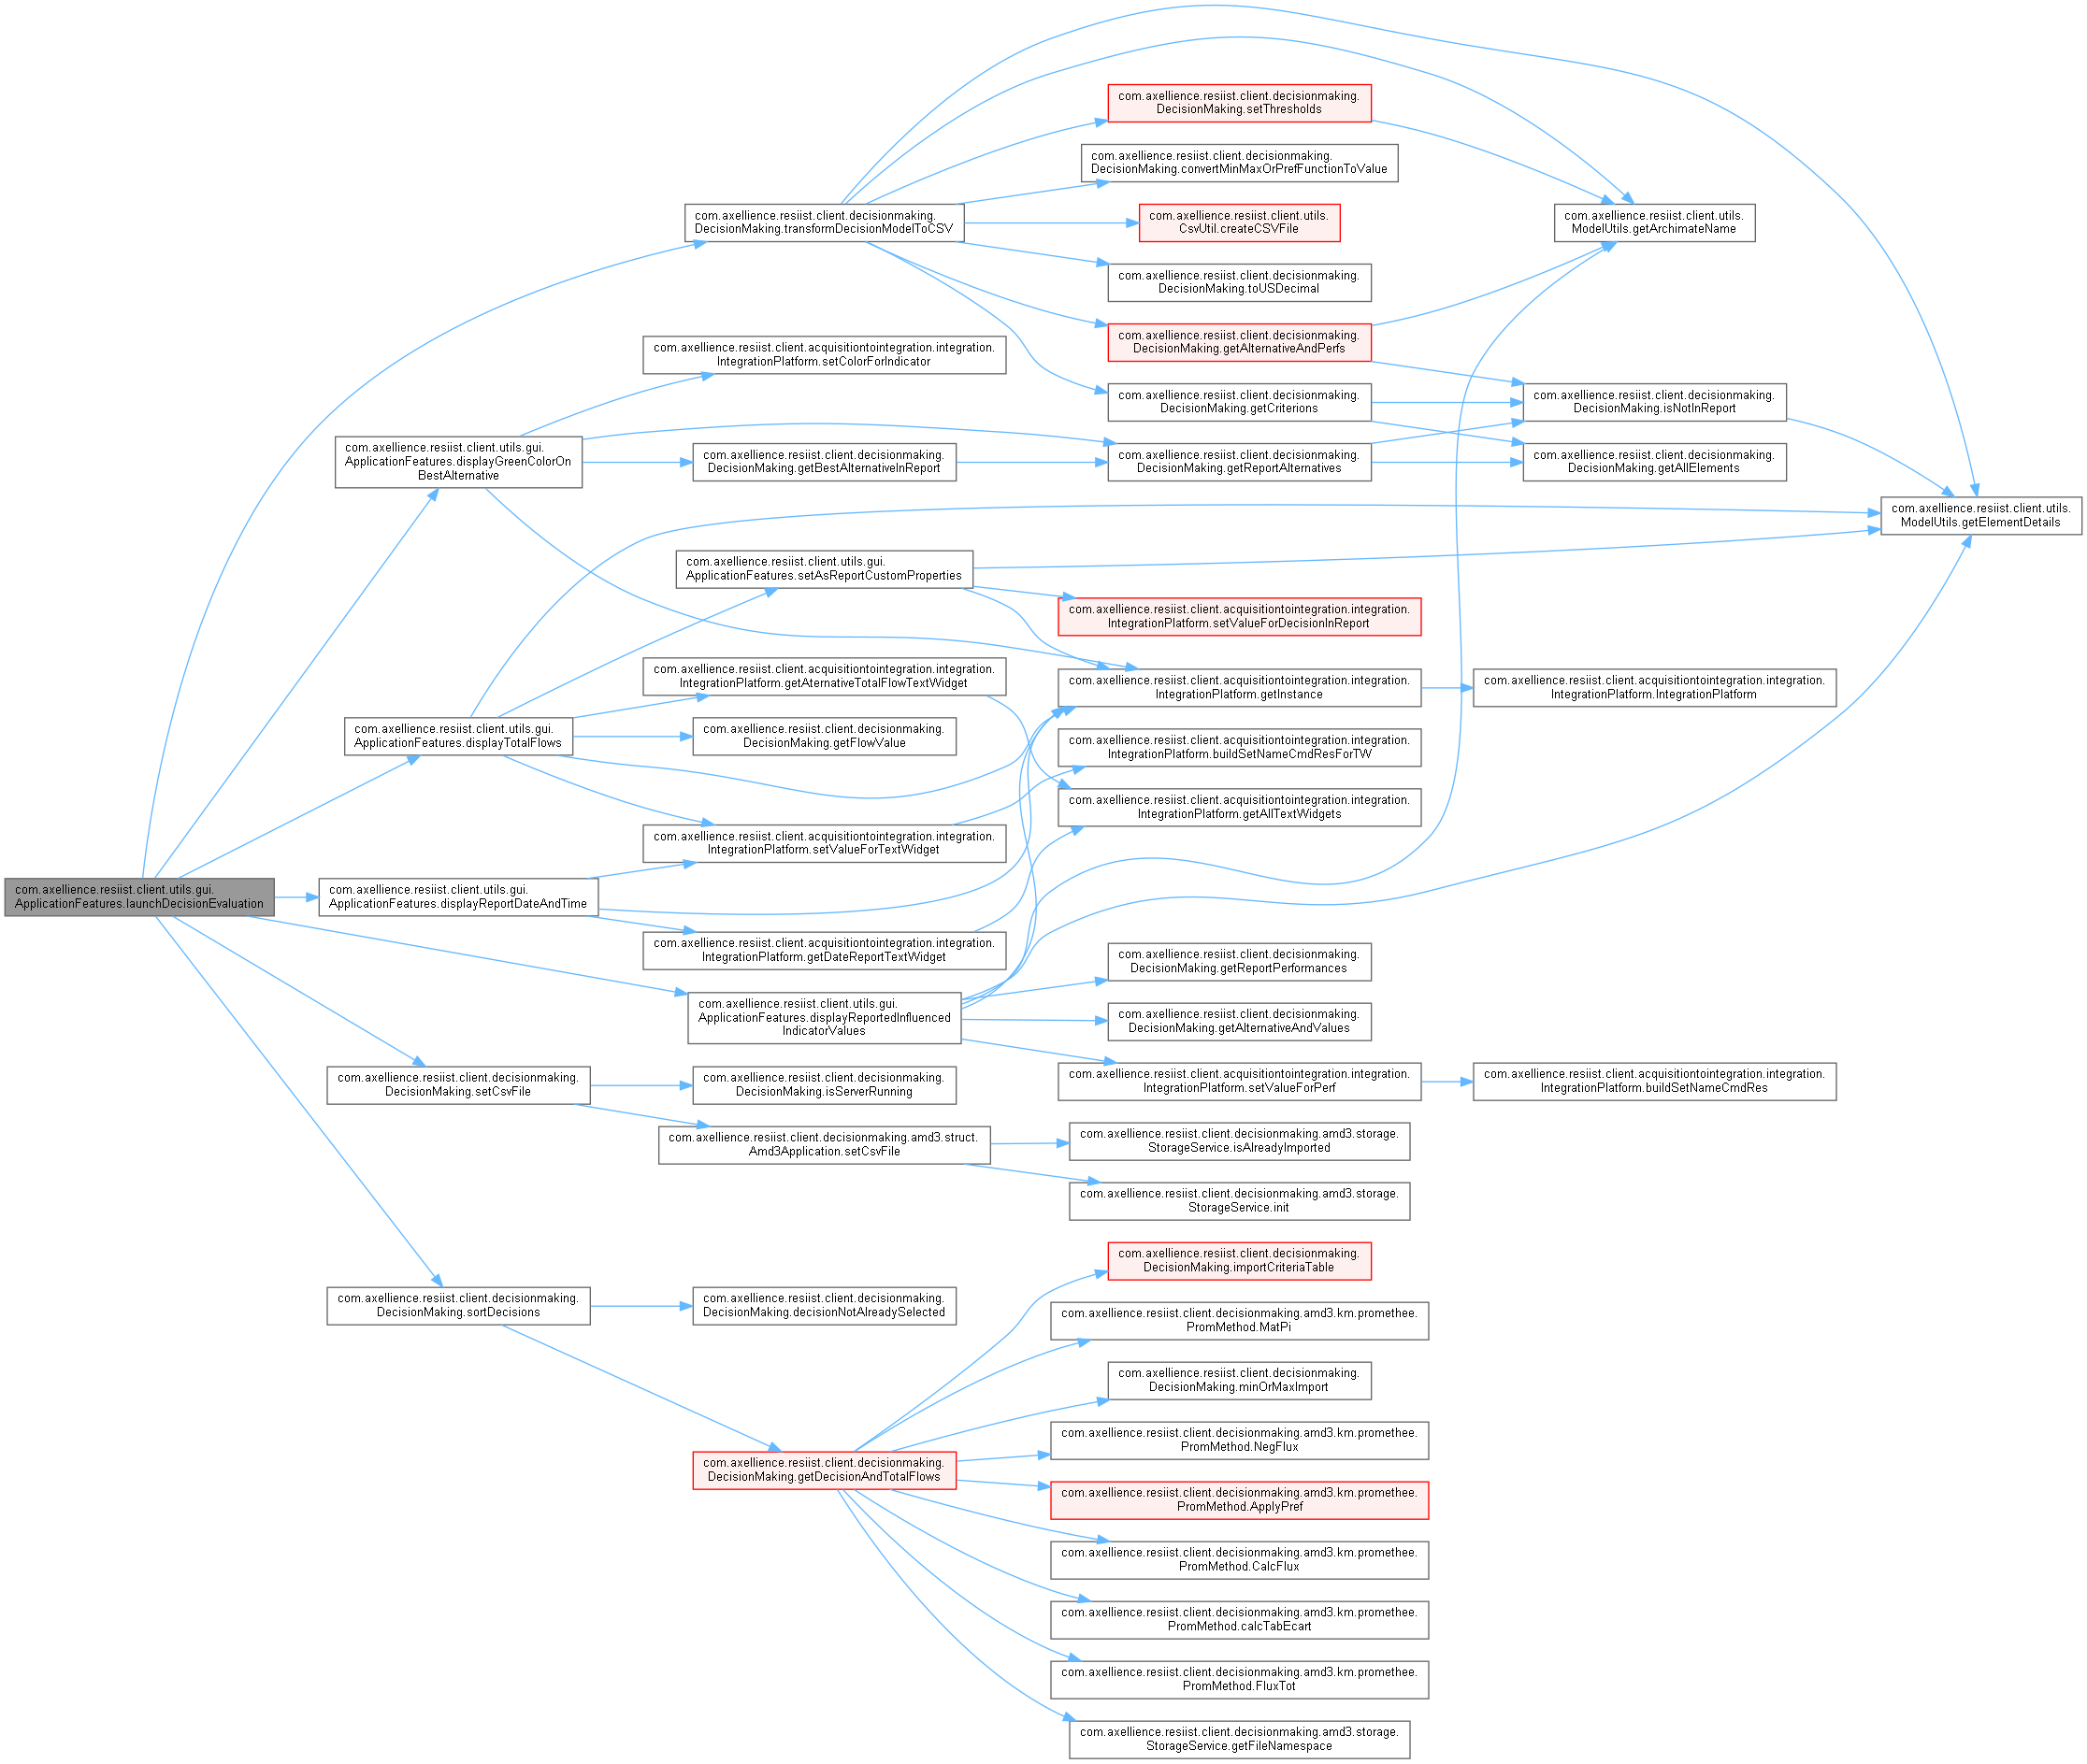 com.axellience.resiist.client.decisionmaking.
DecisionMaking.setThresholds
com.axellience.resiist.client.decisionmaking.
DecisionMaking.convertMinMaxOrPrefFunctionToValue
com.axellience.resiist.client.decisionmaking.
DecisionMaking.transformDecisionModelToCSV
com.axellience.resiist.client.utils.
CsvUtil.createCSVFile
com.axellience.resiist.client.utils.
ModelUtils.getArchimateName
com.axellience.resiist.client.decisionmaking.
DecisionMaking.toUSDecimal
com.axellience.resiist.client.acquisitiontointegration.integration.
IntegrationPlatform.setColorForIndicator
com.axellience.resiist.client.decisionmaking.
DecisionMaking.getAlternativeAndPerfs
com.axellience.resiist.client.decisionmaking.
DecisionMaking.getCriterions
com.axellience.resiist.client.decisionmaking.
DecisionMaking.isNotInReport
com.axellience.resiist.client.utils.gui.
ApplicationFeatures.displayGreenColorOn
BestAlternative
com.axellience.resiist.client.decisionmaking.
DecisionMaking.getBestAlternativeInReport
com.axellience.resiist.client.decisionmaking.
DecisionMaking.getReportAlternatives
com.axellience.resiist.client.decisionmaking.
DecisionMaking.getAllElements
com.axellience.resiist.client.utils.
ModelUtils.getElementDetails
com.axellience.resiist.client.utils.gui.
ApplicationFeatures.setAsReportCustomProperties
com.axellience.resiist.client.acquisitiontointegration.integration.
IntegrationPlatform.setValueForDecisionInReport
com.axellience.resiist.client.acquisitiontointegration.integration.
IntegrationPlatform.getAternativeTotalFlowTextWidget
com.axellience.resiist.client.acquisitiontointegration.integration.
IntegrationPlatform.getInstance
com.axellience.resiist.client.acquisitiontointegration.integration.
IntegrationPlatform.IntegrationPlatform
com.axellience.resiist.client.utils.gui.
ApplicationFeatures.displayTotalFlows
com.axellience.resiist.client.decisionmaking.
DecisionMaking.getFlowValue
com.axellience.resiist.client.acquisitiontointegration.integration.
IntegrationPlatform.buildSetNameCmdResForTW
com.axellience.resiist.client.acquisitiontointegration.integration.
IntegrationPlatform.getAllTextWidgets
com.axellience.resiist.client.acquisitiontointegration.integration.
IntegrationPlatform.setValueForTextWidget
com.axellience.resiist.client.utils.gui.
ApplicationFeatures.launchDecisionEvaluation
com.axellience.resiist.client.utils.gui.
ApplicationFeatures.displayReportDateAndTime
com.axellience.resiist.client.acquisitiontointegration.integration.
IntegrationPlatform.getDateReportTextWidget
com.axellience.resiist.client.decisionmaking.
DecisionMaking.getReportPerformances
com.axellience.resiist.client.utils.gui.
ApplicationFeatures.displayReportedInfluenced
IndicatorValues
com.axellience.resiist.client.decisionmaking.
DecisionMaking.getAlternativeAndValues
com.axellience.resiist.client.decisionmaking.
DecisionMaking.setCsvFile
com.axellience.resiist.client.decisionmaking.
DecisionMaking.isServerRunning
com.axellience.resiist.client.acquisitiontointegration.integration.
IntegrationPlatform.setValueForPerf
com.axellience.resiist.client.acquisitiontointegration.integration.
IntegrationPlatform.buildSetNameCmdRes
com.axellience.resiist.client.decisionmaking.amd3.struct.
Amd3Application.setCsvFile
com.axellience.resiist.client.decisionmaking.amd3.storage.
StorageService.isAlreadyImported
com.axellience.resiist.client.decisionmaking.amd3.storage.
StorageService.init
com.axellience.resiist.client.decisionmaking.
DecisionMaking.importCriteriaTable
com.axellience.resiist.client.decisionmaking.
DecisionMaking.sortDecisions
com.axellience.resiist.client.decisionmaking.
DecisionMaking.decisionNotAlreadySelected
com.axellience.resiist.client.decisionmaking.amd3.km.promethee.
PromMethod.MatPi
com.axellience.resiist.client.decisionmaking.
DecisionMaking.minOrMaxImport
com.axellience.resiist.client.decisionmaking.amd3.km.promethee.
PromMethod.NegFlux
com.axellience.resiist.client.decisionmaking.
DecisionMaking.getDecisionAndTotalFlows
com.axellience.resiist.client.decisionmaking.amd3.km.promethee.
PromMethod.ApplyPref
com.axellience.resiist.client.decisionmaking.amd3.km.promethee.
PromMethod.CalcFlux
com.axellience.resiist.client.decisionmaking.amd3.km.promethee.
PromMethod.calcTabEcart
com.axellience.resiist.client.decisionmaking.amd3.km.promethee.
PromMethod.FluxTot
com.axellience.resiist.client.decisionmaking.amd3.storage.
StorageService.getFileNamespace